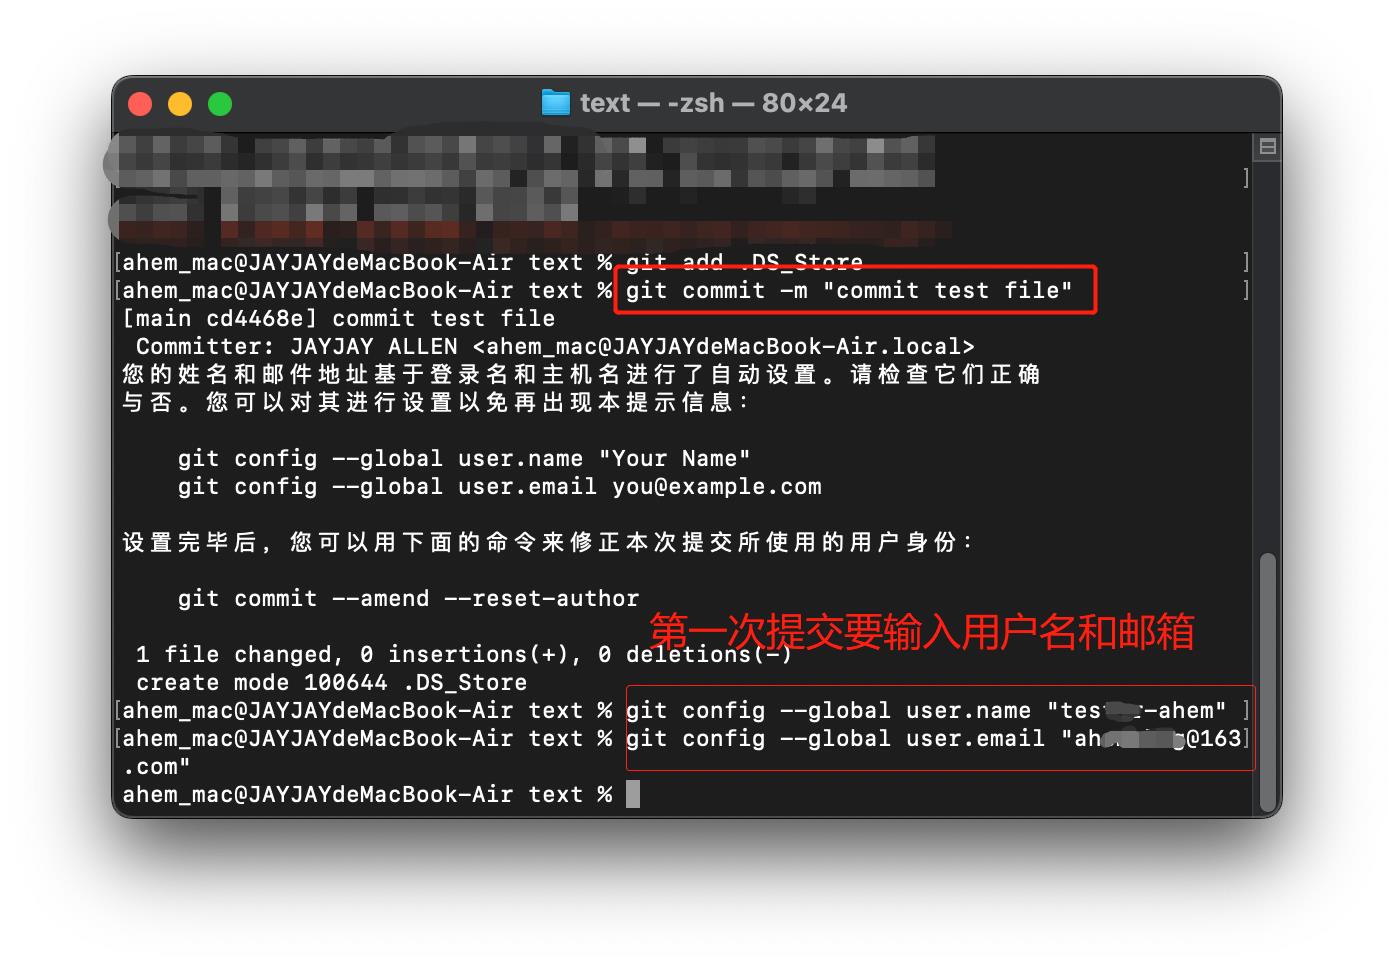 text — -zsh — 80×24
ahem_mac@JAYJAYdeMacBook-Air text % git add .DS_Store
ahem_mac@JAYJAYdeMacBook-Air text % git commit -m "commit test file"
[main cd4468e] commit test file
Committer: JAYJAY ALLEN <ahem_mac@JAYJAYdeMacBook-Air.local>
您的姓名和邮件地址基于登录名和主机名进行了自动设置。请检查它们正确
与否。您可以对其进行设置以免再出现本提示信息：
git config --global user.name "Your Name"
git config --global user.email you@example.com
设置完毕后，您可以用下面的命令来修正本次提交所使用的用户身份：
git commit --amend --reset-author
第一次提交要输入用户名和邮箱
1 file changed, 0 insertions(+), 0 deletions(-)
create mode 100644 .DS_Store
ahem_mac@JAYJAYdeMacBook-Air text % git config --global user.name
ahem_mac@JAYJAYdeMacBook-Air text % git config --global user.email
.com"
ahem_mac@JAYJAYdeMacBook-Air text %